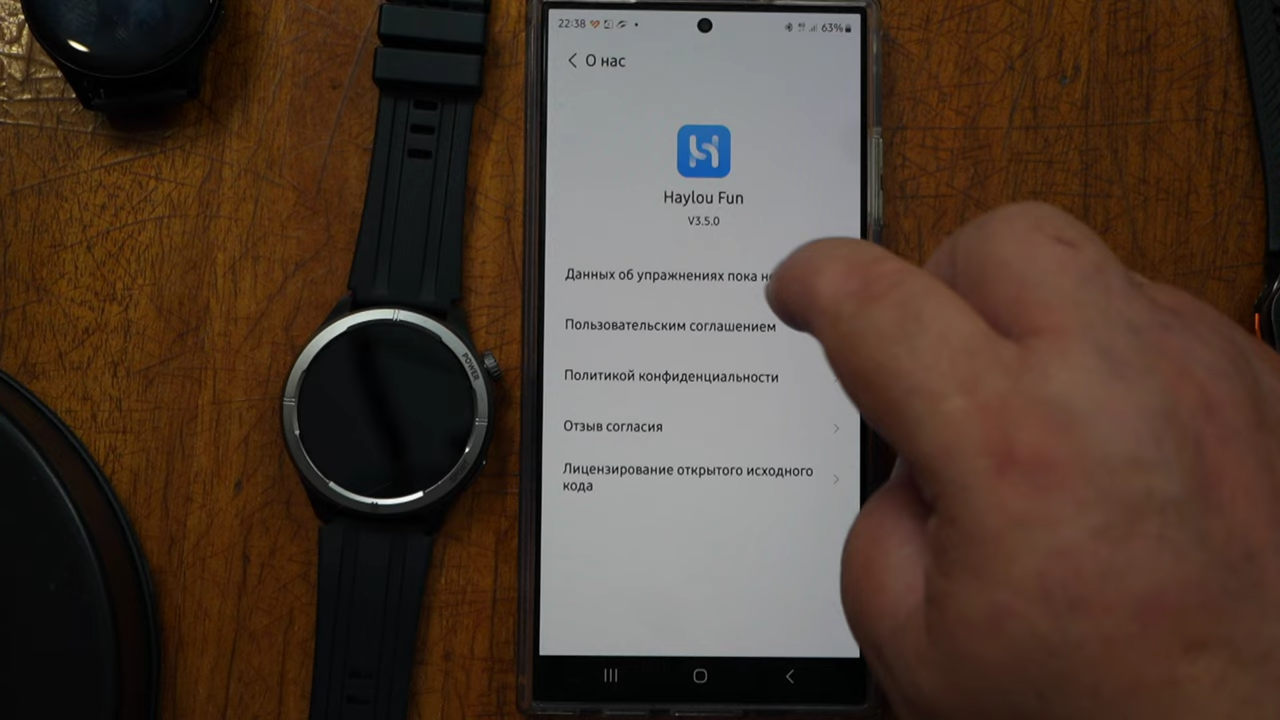 22:38
63%
О нас
Haylou Fun
V3.5.0
Данных об упражнениях пока
Пользовательским соглашением
Политикой конфиденциальности
Отзыв согласия
Лицензирование открытого исходного
кода
POWER